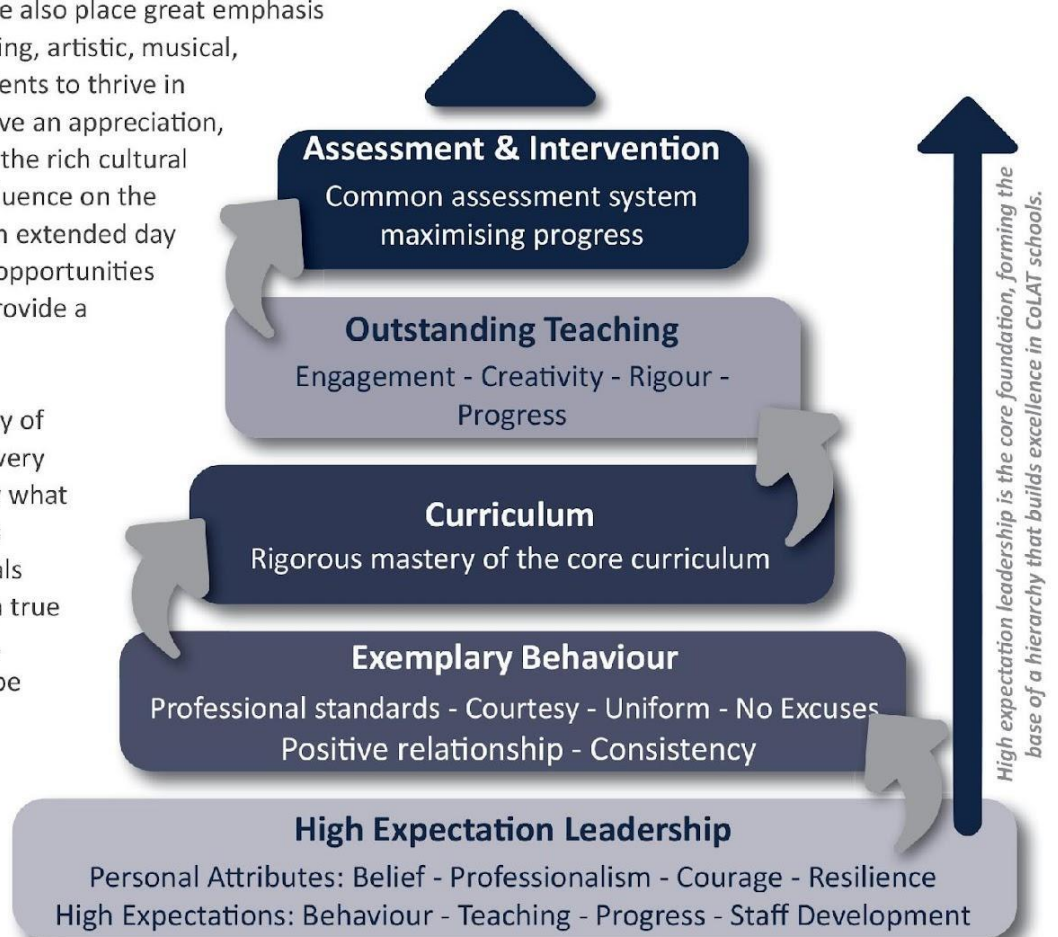 e also place great emphasis
ing, artistic, musical,
ents to thrive in
ve an appreciation,
the rich cultural
uence on the
n extended day
opportunities
rovide a
y of
very
what
als
true
be
Assessment & Intervention
Common assessment system
maximising progress
Outstanding Teaching
Engagement - Creativity - Rigour -
Progress
Curriculum
Rigorous mastery of the core curriculum
Exemplary Behaviour
Professional standards - Courtesy - Uniform - No Excuses
Positive relationship - Consistency
High Expectation Leadership
Personal Attributes: Belief - Professionalism - Courage - Resilience
High Expectations: Behaviour - Teaching - Progress - Staff Development
High expectation leadership is the core foundation, forming the
base of a hierarchy that builds excellence in CoLAT schools.